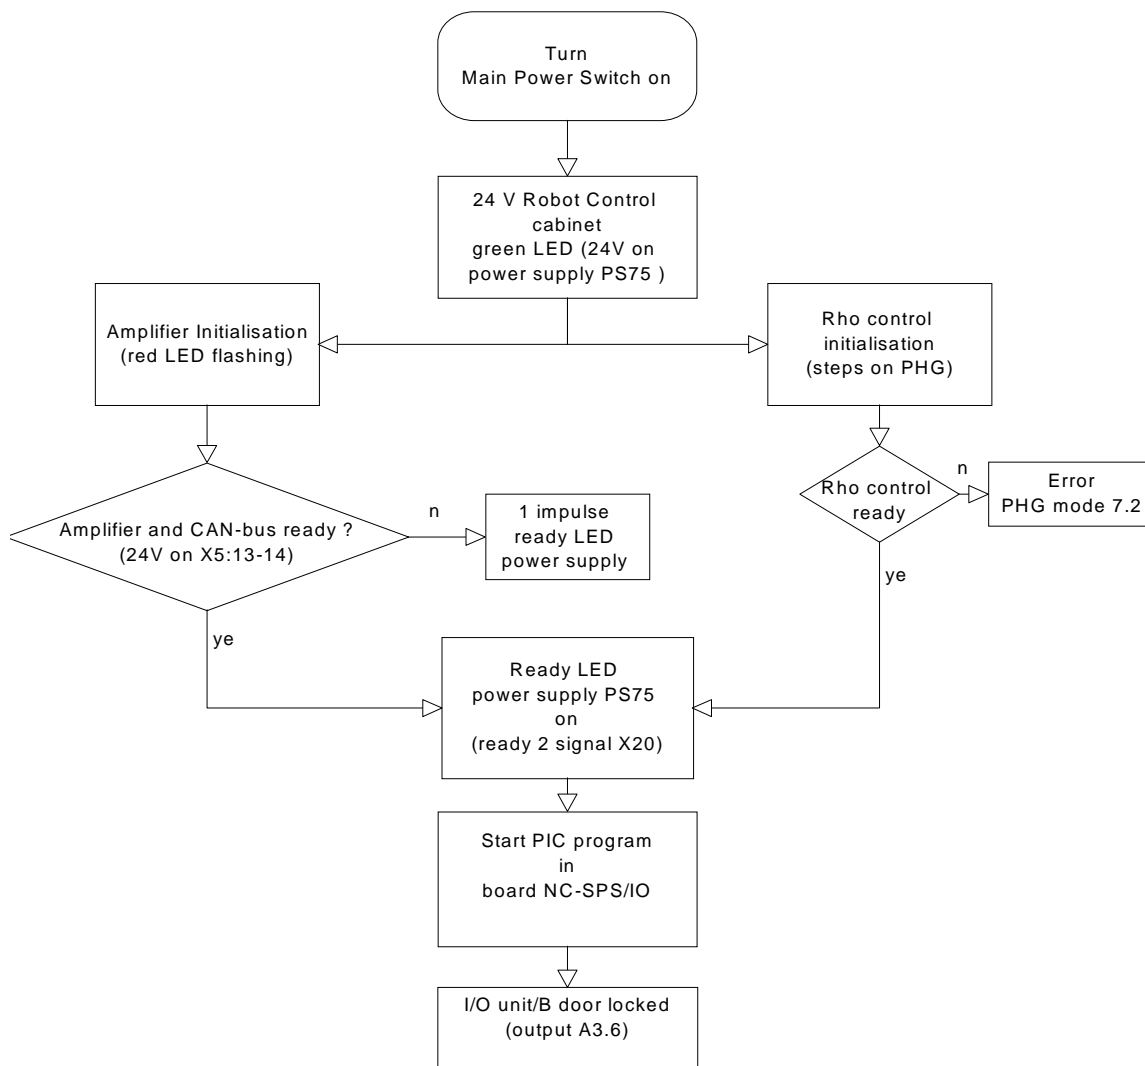 Turn
Main Power Switch on
24 V Robot Control
cabinet
green LED (24V on
power supply PS75 )
Amplifier Initialisation
(red LED flashing)
Rho control
initialisation
(steps on PHG)
Amplifier and CAN-bus ready ?
(24V on X5:13-14)
n
1 impulse
ready LED
power supply
Rho control
ready
n
Error
PHG mode 7.2
ye
ye
Ready LED
power supply PS75
on
(ready 2 signal X20)
Start PIC program
in
board NC-SPS/IO
I/O unit/B door locked
(output A3.6)